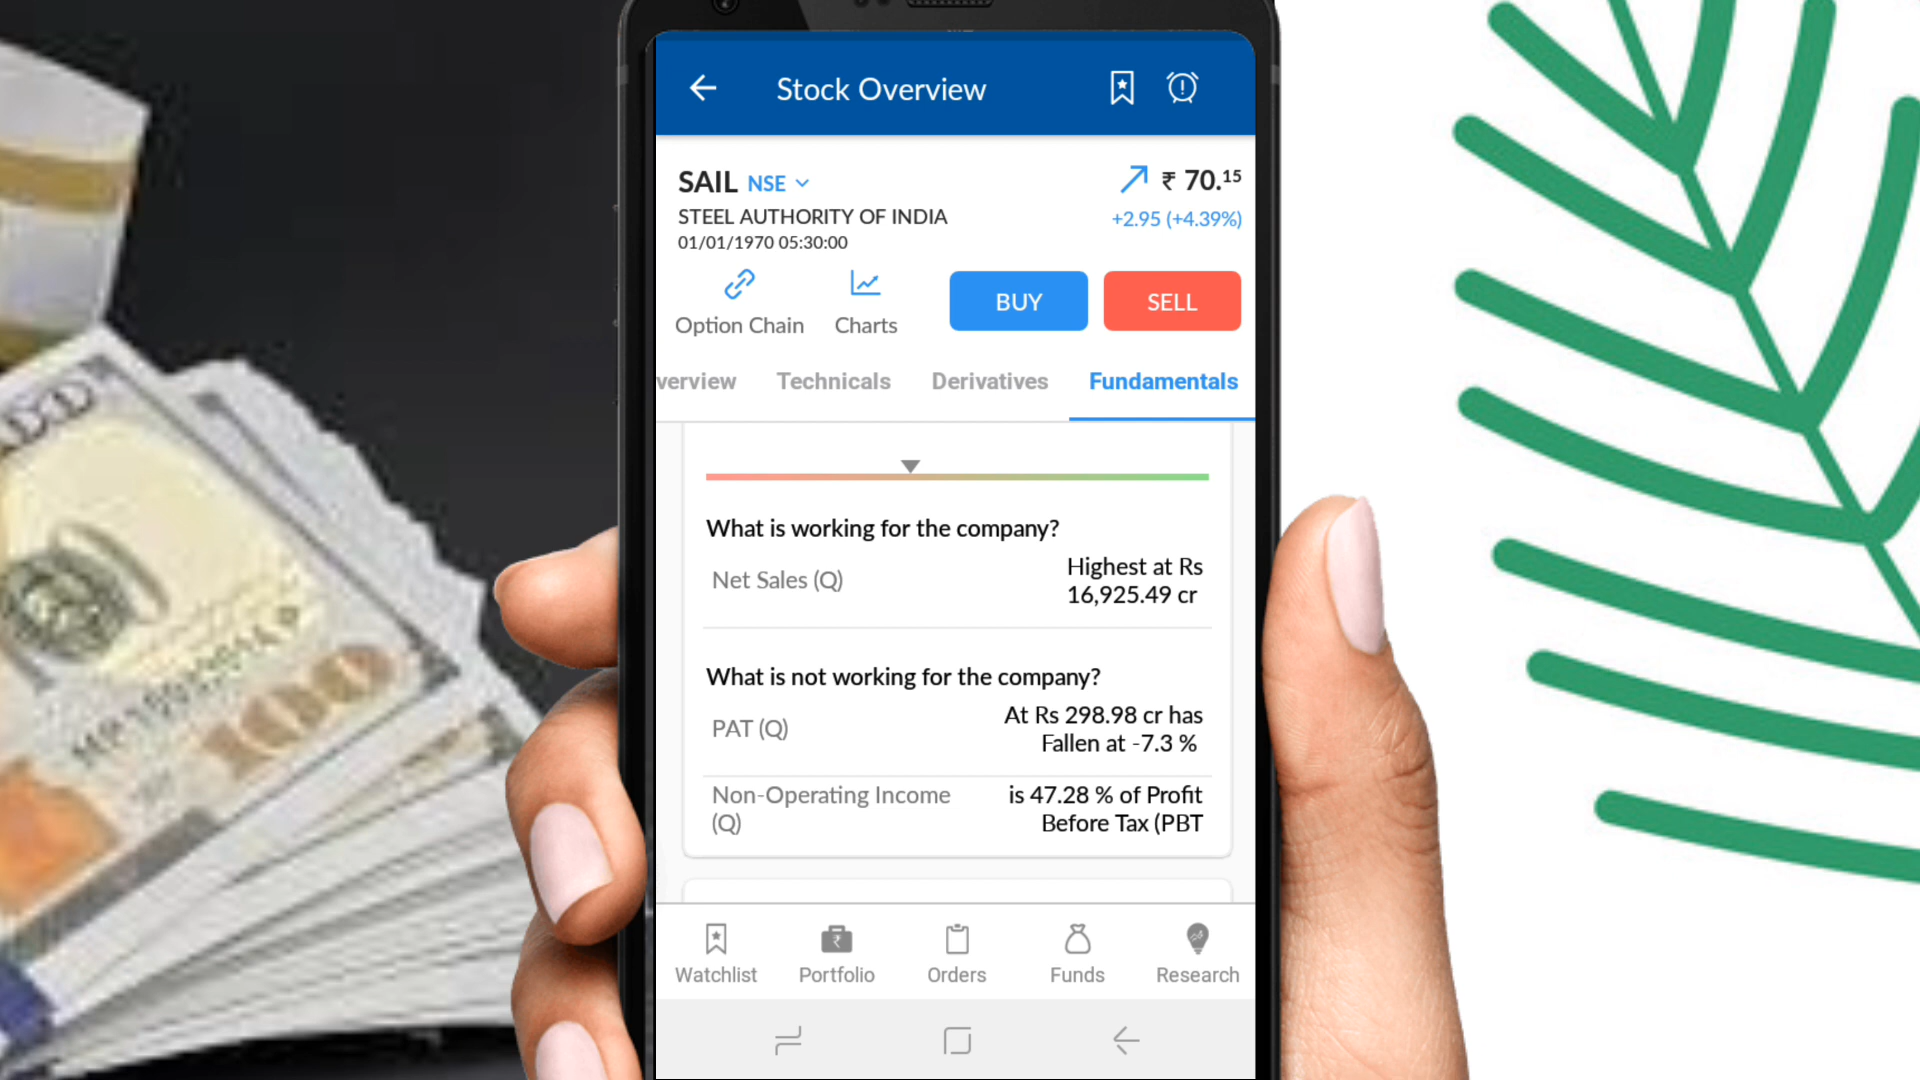 Stock Overview
SAIL NSE
₹ 70.15
STEEL AUTHORITY OF INDIA
+2.95 (+4.39%)
01/01/1970 05:30:00
Option Chain
Charts
BUY
SELL
verview
Technicals
Derivatives
Fundamentals
What is working for the company?
Net Sales (Q)
Highest at Rs
16,925.49 cr
What is not working for the company?
PAT (Q)
At Rs 298.98 cr has
Fallen at -7.3 %
Non-Operating Income
(Q)
is 47.28 % of Profit
Before Tax (PBT
Watchlist
Portfolio
Orders
Funds
Research
100